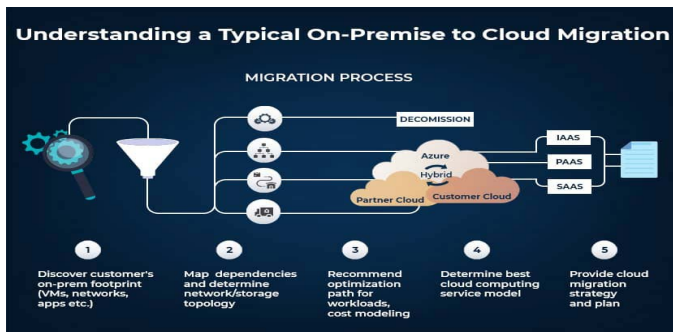 Understanding a Typical On-Premise to Cloud Migration
MIGRATION PROCESS
DECOMISSION
IAAS
Azure
PAAS
Hybrid
SAAS
Partner Cloud
Customer Cloud
1
2
3
4
5
Discover customer's
on-prem footprint
(VMs, networks,
apps etc.)
Map dependencies
and determine
network/storage
topology
Recommend
optimization
path for
workloads,
cost modeling
Determine best
cloud computing
service model
Provide cloud
migration
strategy
and plan